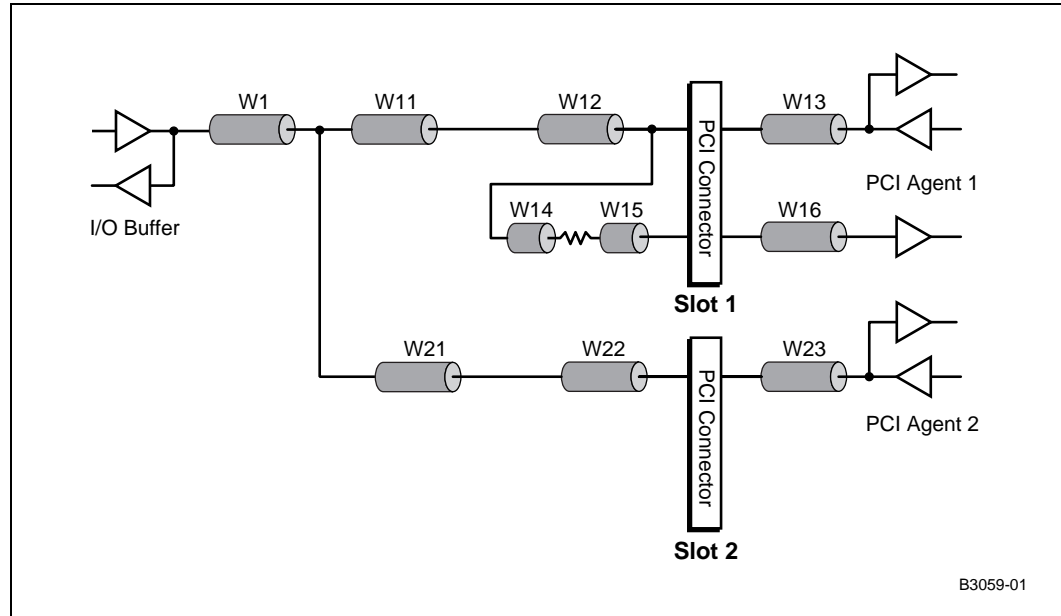 W1
W11
W12
W13
I/O Buffer
PCI Connector
PCI Agent 1
W14
W15
W16
Slot 1
W21
W22
W23
PCI Connector
PCI Agent 2
Slot 2
B3059-01